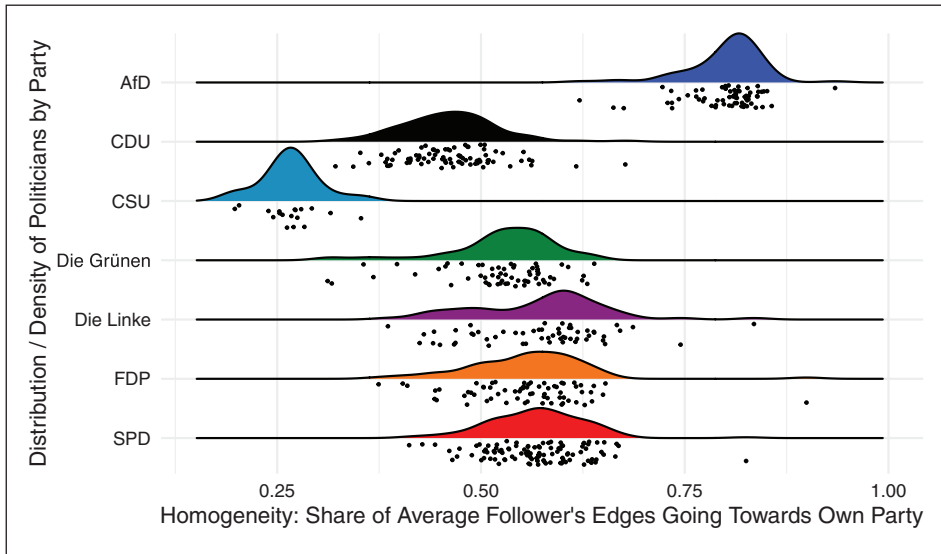 Distribution / Density of Politicians by Party
AfD
CDU
CSU
Die Grünen
Die Linke
FDP
SPD
0.25 0.50 0.75 1.00
Homogeneity: Share of Average Follower's Edges Going Towards Own Party